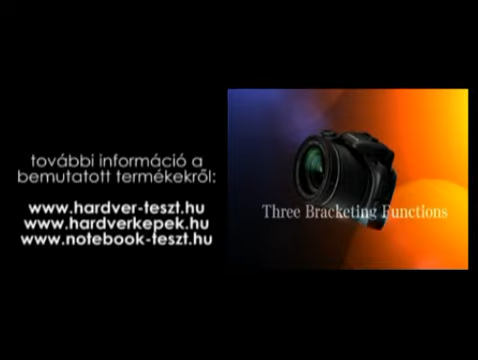 további információ a
bemutatott termékekről:
www.hardver-teszt.hu
www.hardverkepek.hu
www.notebook-teszt.hu
Three Bracketing Functions